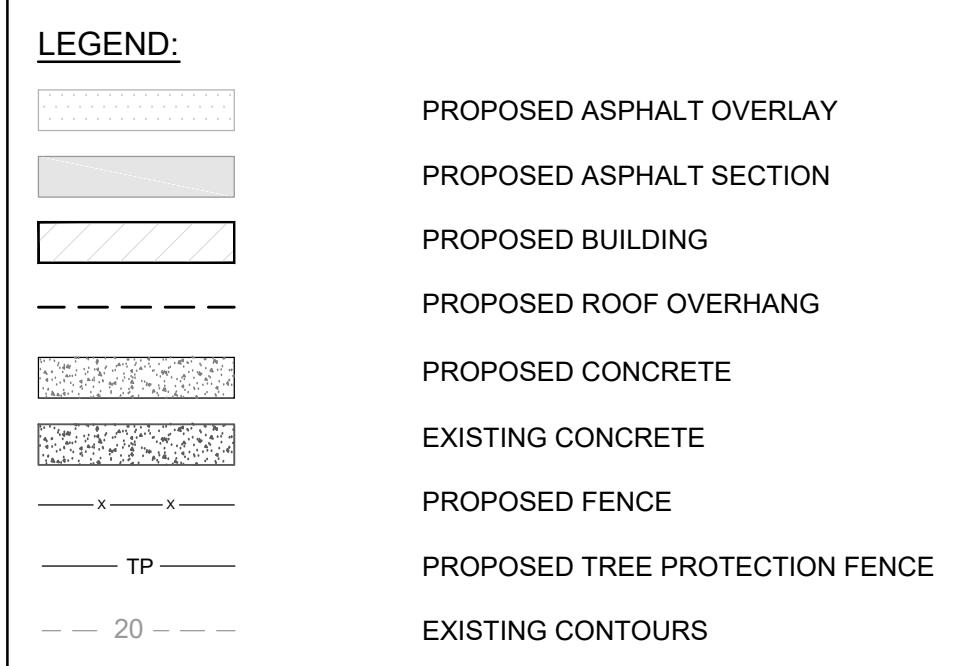 LEGEND:
PROPOSED ASPHALT OVERLAY
PROPOSED ASPHALT SECTION
PROPOSED BUILDING
PROPOSED ROOF OVERHANG
PROPOSED CONCRETE
EXISTING CONCRETE
x x PROPOSED FENCE
TP PROPOSED TREE PROTECTION FENCE
20 EXISTING CONTOURS